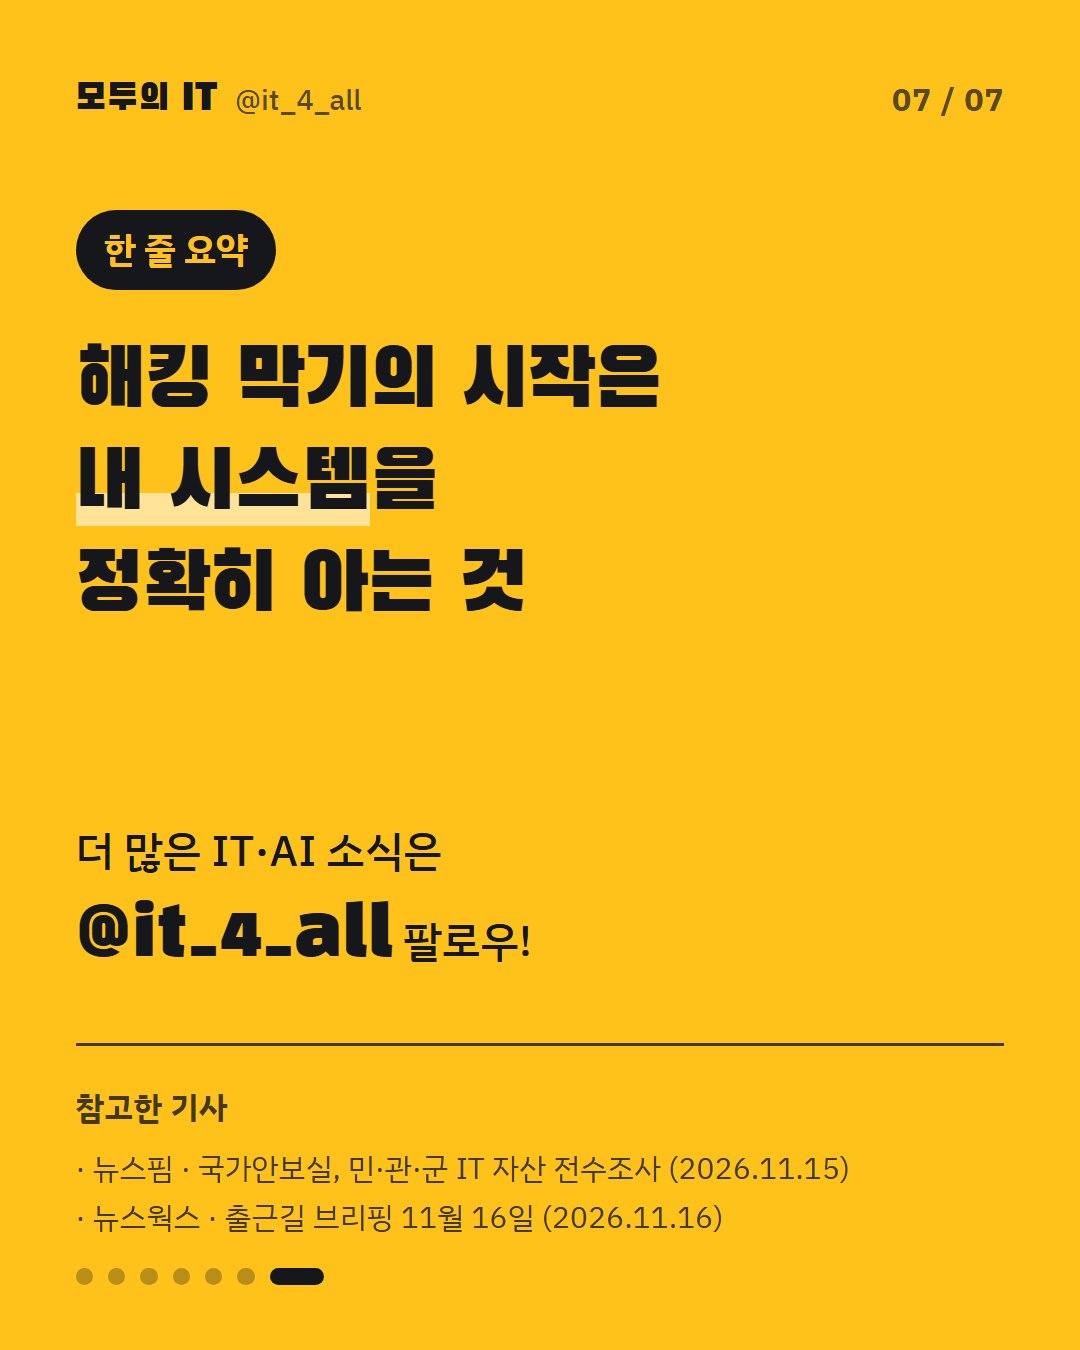 모두의 IT @it_4_all
07 / 07
한 줄 요약
해킹 막기의 시작은
내 시스템을
정확히 아는 것
더 많은 IT·AI 소식은
@it_4_all 팔로우!
참고한 기사
· 뉴스핌 · 국가안보실, 민·관·군 IT 자산 전수조사 (2026.11.15)
· 뉴스웍스 · 출근길 브리핑 11월 16일 (2026.11.16)